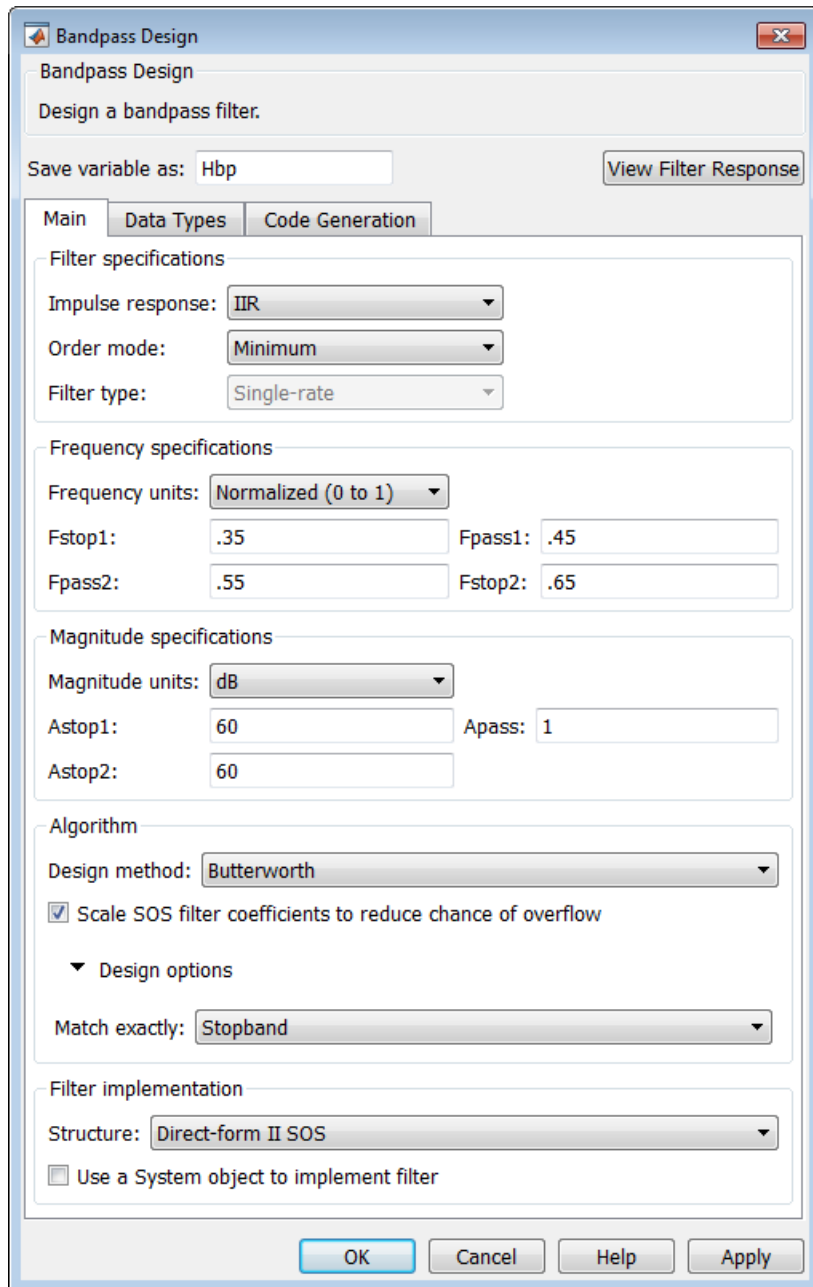 Bandpass Design
Bandpass Design
Design a bandpass filter.
Save variable as: Hbp View Filter Response
Main Data Types Code Generation
Filter specifications
Impulse response: IIR
Order mode: Minimum
Filter type: Single-rate
Frequency specifications
Frequency units: Normalized (0 to 1)
Fstop1: .35 Fpass1: .45
Fpass2: .55 Fstop2: .65
Magnitude specifications
Magnitude units: dB
Astop1: 60 Apass: 1
Astop2: 60
Algorithm
Design method: Butterworth
Scale SOS filter coefficients to reduce chance of overflow
Design options
Match exactly: Stopband
Filter implementation
Structure: Direct-form II SOS
Use a System object to implement filter
OK Cancel Help Apply